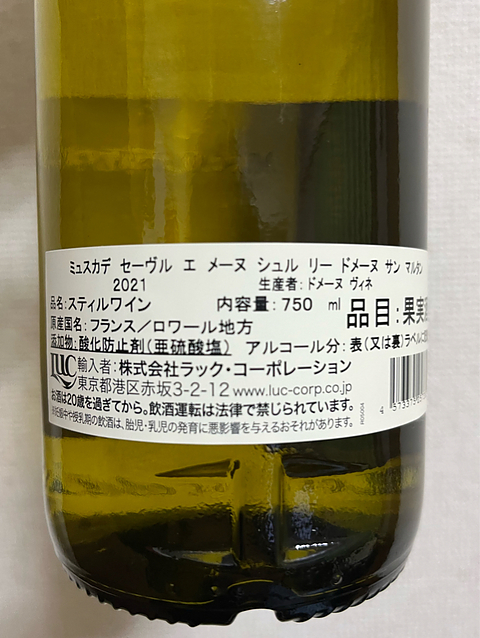 ミュスカデ セーヴル エ メーヌ シュル リー ドメーヌ サン マルタン
2021 生産者：ドメーヌ ヴィネ
品名：スティルワイン 内容量：750 ml 品目：果実酒
原産国名：フランス／ロワール地方
添加物：酸化防止剤（亜硫酸塩） アルコール分：表（又は裏）ラベルに
LUC 輸入者：株式会社ラック・コーポレーション
東京都港区赤坂3-2-12 www.luc-corp.co.jp
お酒は20歳を過ぎてから。飲酒運転は法律で禁じられています。
※妊娠中や授乳期の飲酒は、胎児・乳児の発育に悪影響を与えるおそれがあります。